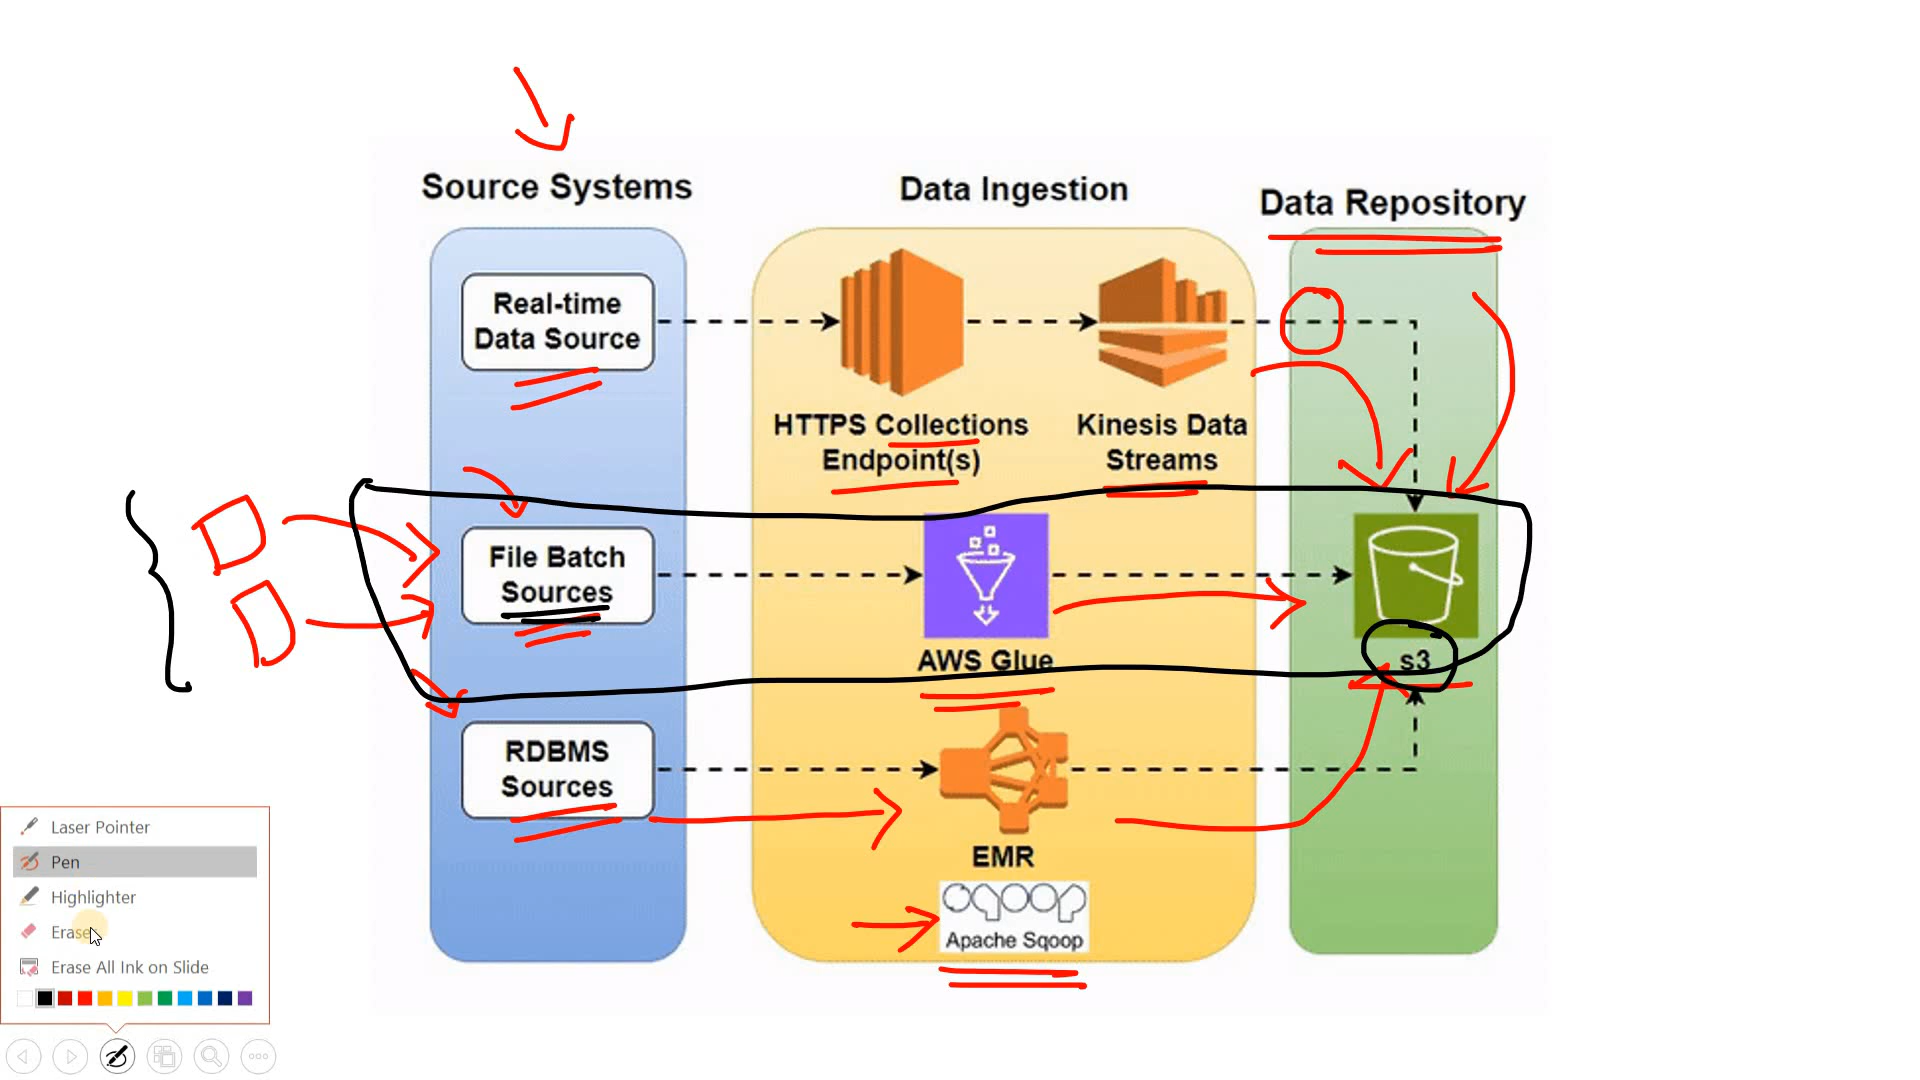 Source Systems
Data Ingestion
Data Repository
Real-time
Data Source
HTTPS Collections
Endpoint(s)
Kinesis Data
Streams
File Batch
Sources
AWS Glue
s3
RDBMS
Sources
EMR
sqoop
Apache Sqoop
Laser Pointer
Pen
Highlighter
Eraser
Erase All Ink on Slide